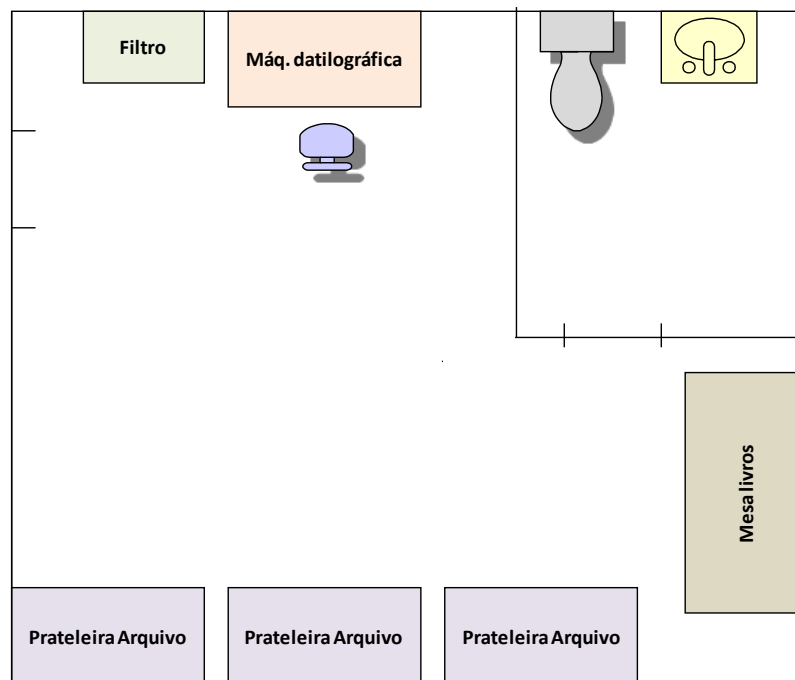 Filtro
Máq. datilográfica
Mesa livros
Prateleira Arquivo
Prateleira Arquivo
Prateleira Arquivo